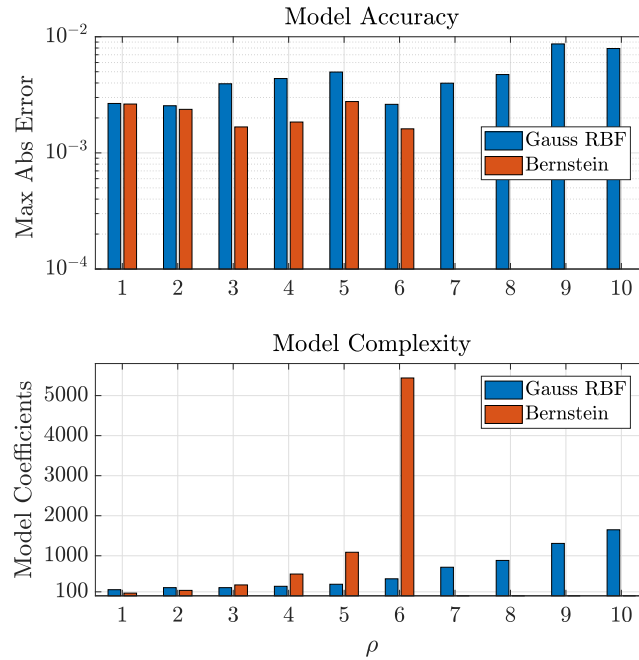 Model Accuracy
Max Abs Error
10⁻²
10⁻³
10⁻⁴
Gauss RBF
Bernstein
1 2 3 4 5 6 7 8 9 10
Model Complexity
Model Coefficients
5000
4000
3000
2000
1000
100
Gauss RBF
Bernstein
1 2 3 4 5 6 7 8 9 10
ρ